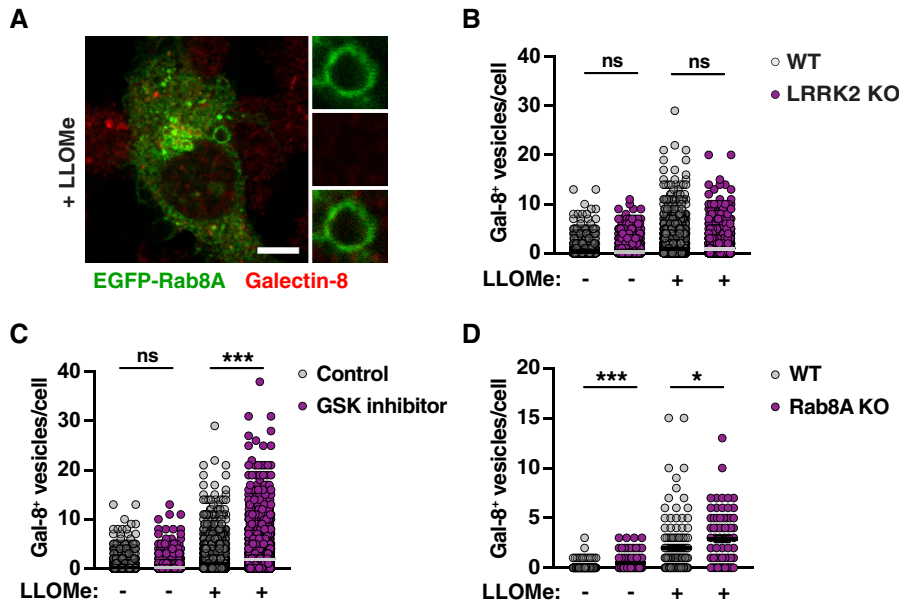 A
+ LLOMe
EGFP-Rab8A Galectin-8
B
Gal-8⁺ vesicles/cell
40
30
20
10
0
ns ns
WT
LRRK2 KO
LLOMe: - - + +
C
Gal-8⁺ vesicles/cell
40
30
20
10
0
ns ***
Control
GSK inhibitor
LLOMe: - - + +
D
Gal-8⁺ vesicles/cell
20
15
10
5
0
*** *
WT
Rab8A KO
LLOMe: - - + +